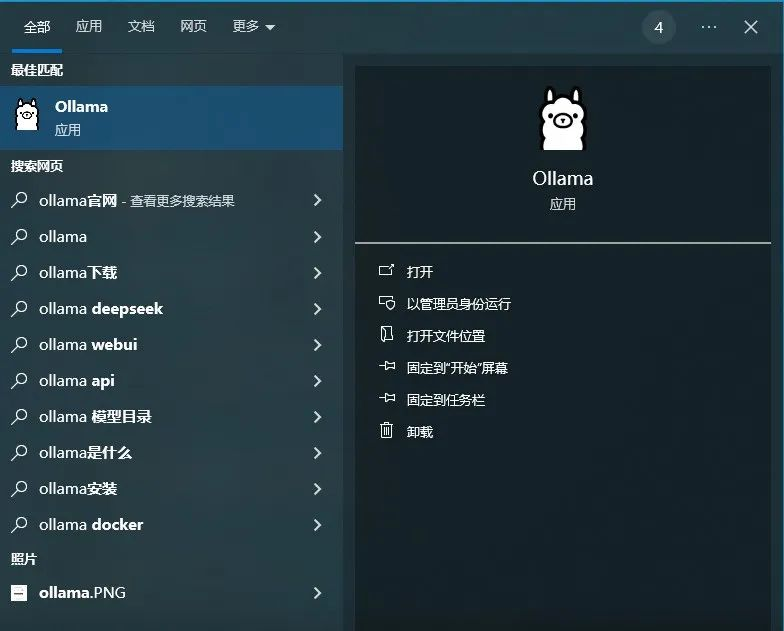 全部 应用 文档 网页 更多 4 ···
最佳匹配
Ollama
应用
搜索网页
ollama官网 - 查看更多搜索结果
ollama
ollama下载
ollama deepseek
ollama webui
ollama api
ollama 模型目录
ollama是什么
ollama安装
ollama docker
照片
ollama.PNG
Ollama
应用
打开
以管理员身份运行
打开文件位置
固定到"开始"屏幕
固定到任务栏
卸载